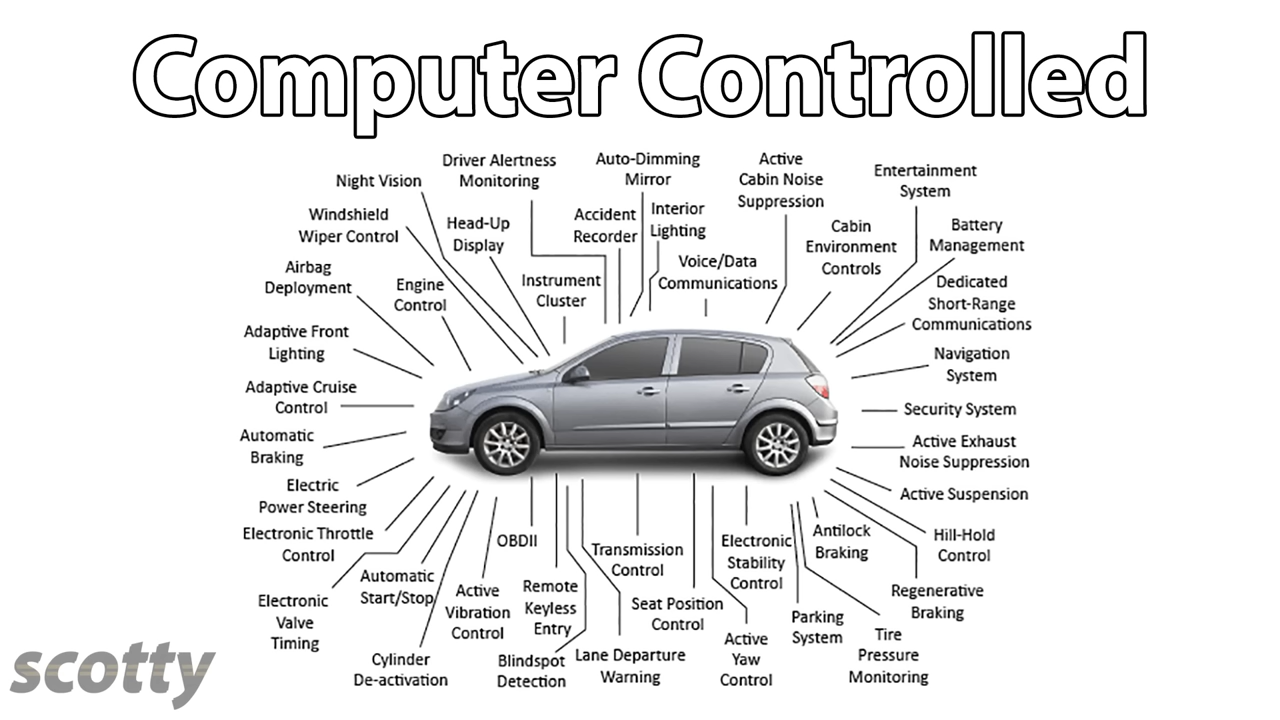 Computer Controlled
Driver Alertness
Monitoring
Auto-Dimming
Mirror
Active
Cabin Noise
Suppression
Entertainment
System
Night Vision
Windshield
Wiper Control
Head-Up
Display
Accident
Recorder
Interior
Lighting
Cabin
Environment
Controls
Battery
Management
Airbag
Deployment
Engine
Control
Instrument
Cluster
Voice/Data
Communications
Dedicated
Short-Range
Communications
Adaptive Front
Lighting
Navigation
System
Adaptive Cruise
Control
Security System
Automatic
Braking
Active Exhaust
Noise Suppression
Electric
Power Steering
Active Suspension
Electronic Throttle
Control
OBDII
Transmission
Control
Electronic
Stability
Control
Antilock
Braking
Hill-Hold
Control
Electronic
Valve
Timing
Automatic
Start/Stop
Active
Vibration
Control
Remote
Keyless
Entry
Seat Position
Control
Parking
System
Regenerative
Braking
Cylinder
De-activation
Blindspot
Detection
Lane Departure
Warning
Active
Yaw
Control
Tire
Pressure
Monitoring
scotty